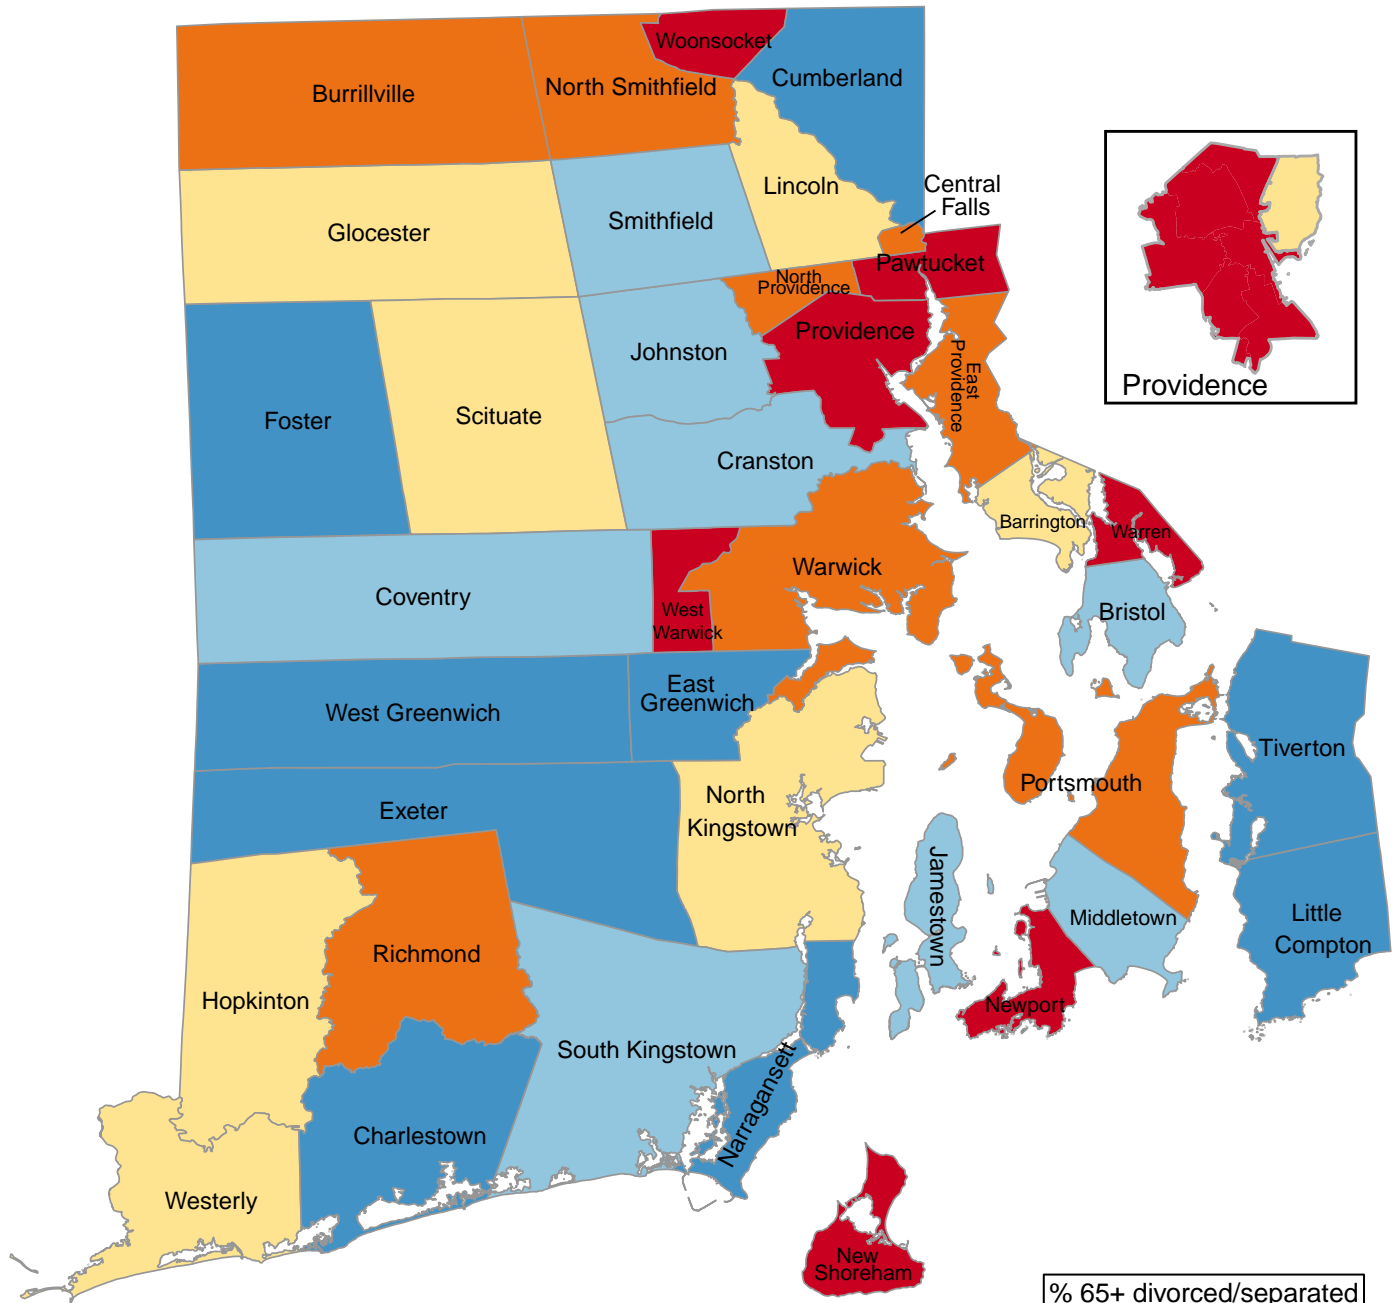 Woonsocket
Burrillville
North Smithfield
Cumberland
Lincoln
Central
Falls
Glocester
Smithfield
Pawtucket
North
Providence
Providence
Johnston
East
Providence
Foster
Scituate
Cranston
Barrington
Warren
Warwick
Coventry
West
Warwick
Bristol
East
Greenwich
West Greenwich
Tiverton
Portsmouth
North
Kingstown
Exeter
Jamestown
Middletown
Little
Compton
Richmond
Hopkinton
Newport
South Kingstown
Narragansett
Charlestown
Westerly
New
Shoreham
Providence
% 65+ divorced/separated